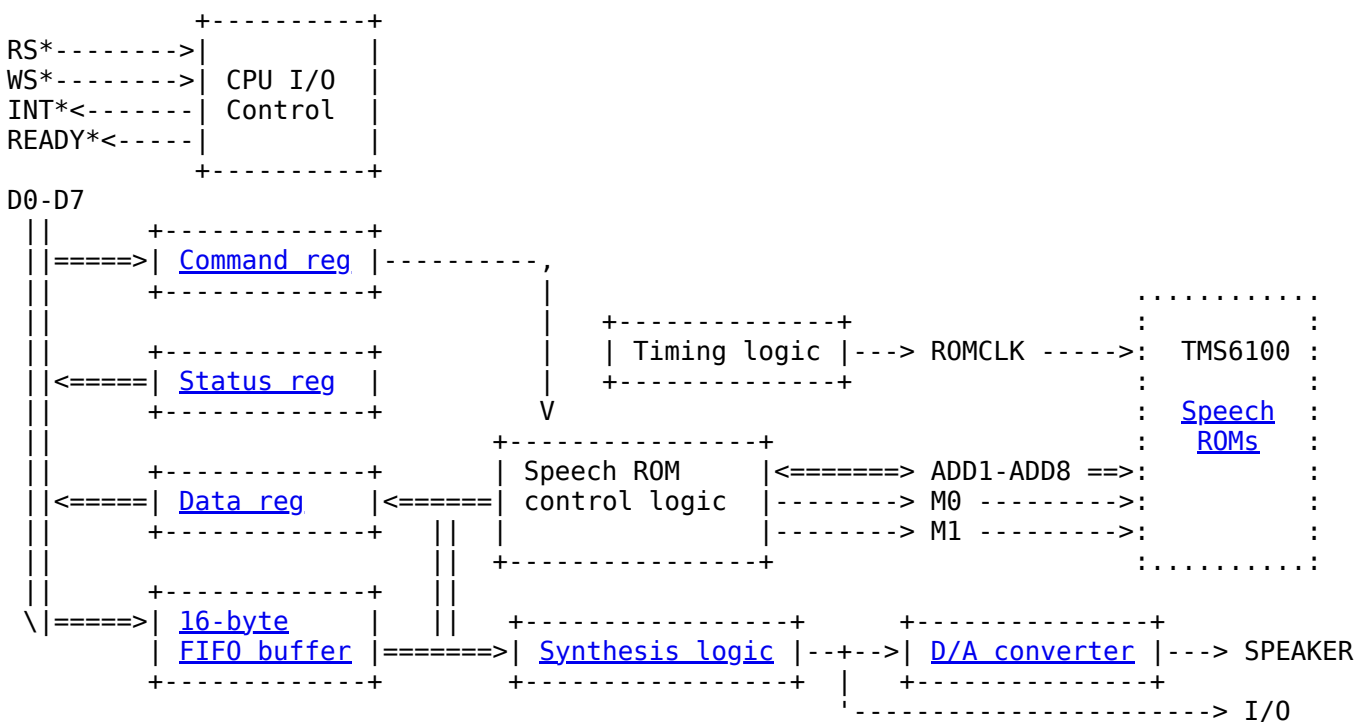 RS*-------->|          |
WS*-------->| CPU I/O  |
INT*<-------| Control  |
READY*<-----|          |
D0-D7
Command reg
Timing logic |---> ROMCLK ----->: TMS6100 :
Status reg
Speech
ROMs
Speech ROM |<=======> ADD1-ADD8 ==>:
Data reg |<======| control logic |--------> M0 --------->:
|--------> M1 --------->:
16-byte
FIFO buffer |=======>| Synthesis logic |--+-->| D/A converter |---> SPEAKER
'----------------------> I/O